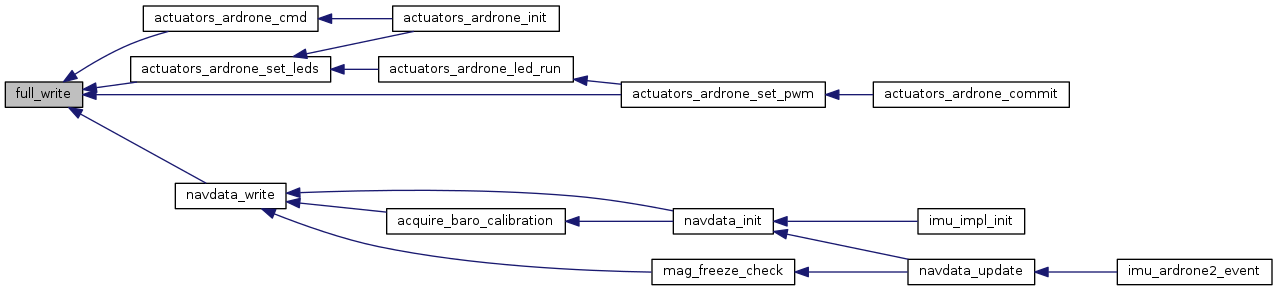 actuators_ardrone_cmd
actuators_ardrone_init
actuators_ardrone_set_leds
actuators_ardrone_led_run
full_write
actuators_ardrone_set_pwm
actuators_ardrone_commit
navdata_write
acquire_baro_calibration
navdata_init
imu_impl_init
mag_freeze_check
navdata_update
imu_ardrone2_event